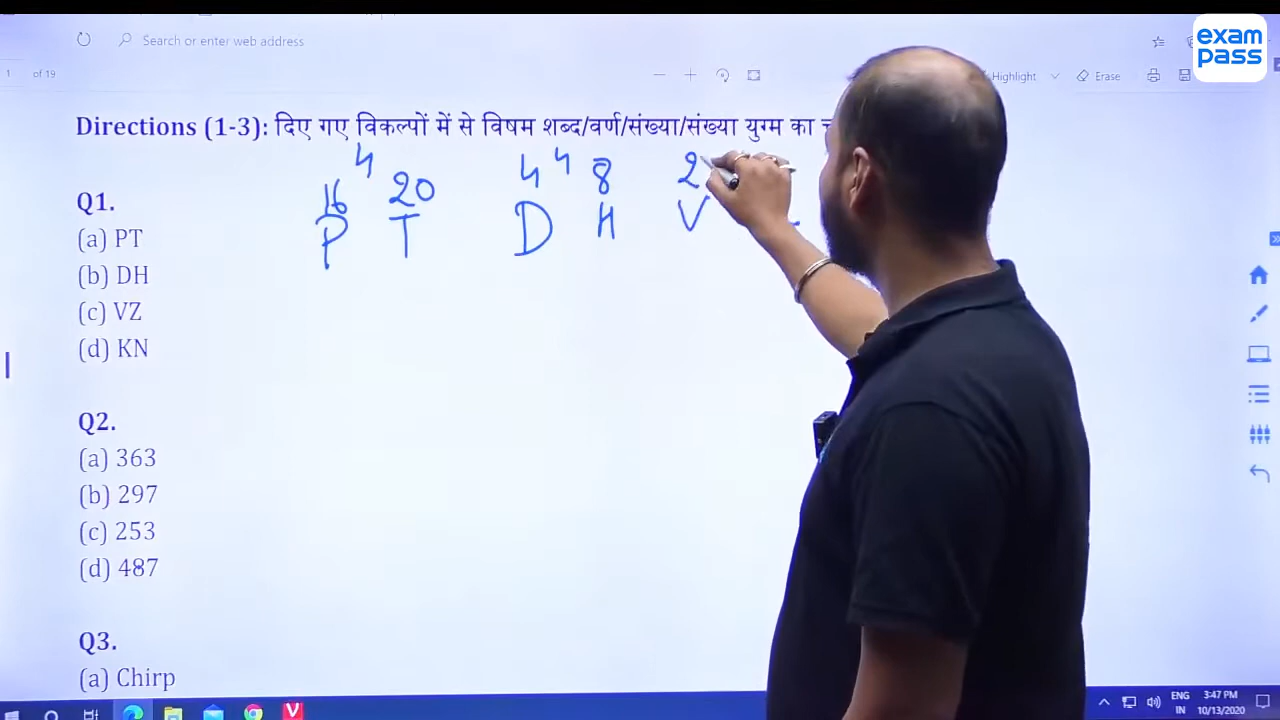 Search or enter web address
exam
pass
1 of 19
Highlight
Erase
Directions (1-3): दिए गए विकल्पों में से विषम शब्द/वर्ण/संख्या/संख्या युग्म का
4 4
16 20 4 8 2
P T D H V
Q1.
(a) PT
(b) DH
(c) VZ
(d) KN
Q2.
(a) 363
(b) 297
(c) 253
(d) 487
Q3.
(a) Chirp
ENG
IN
3:47 PM
10/13/2020